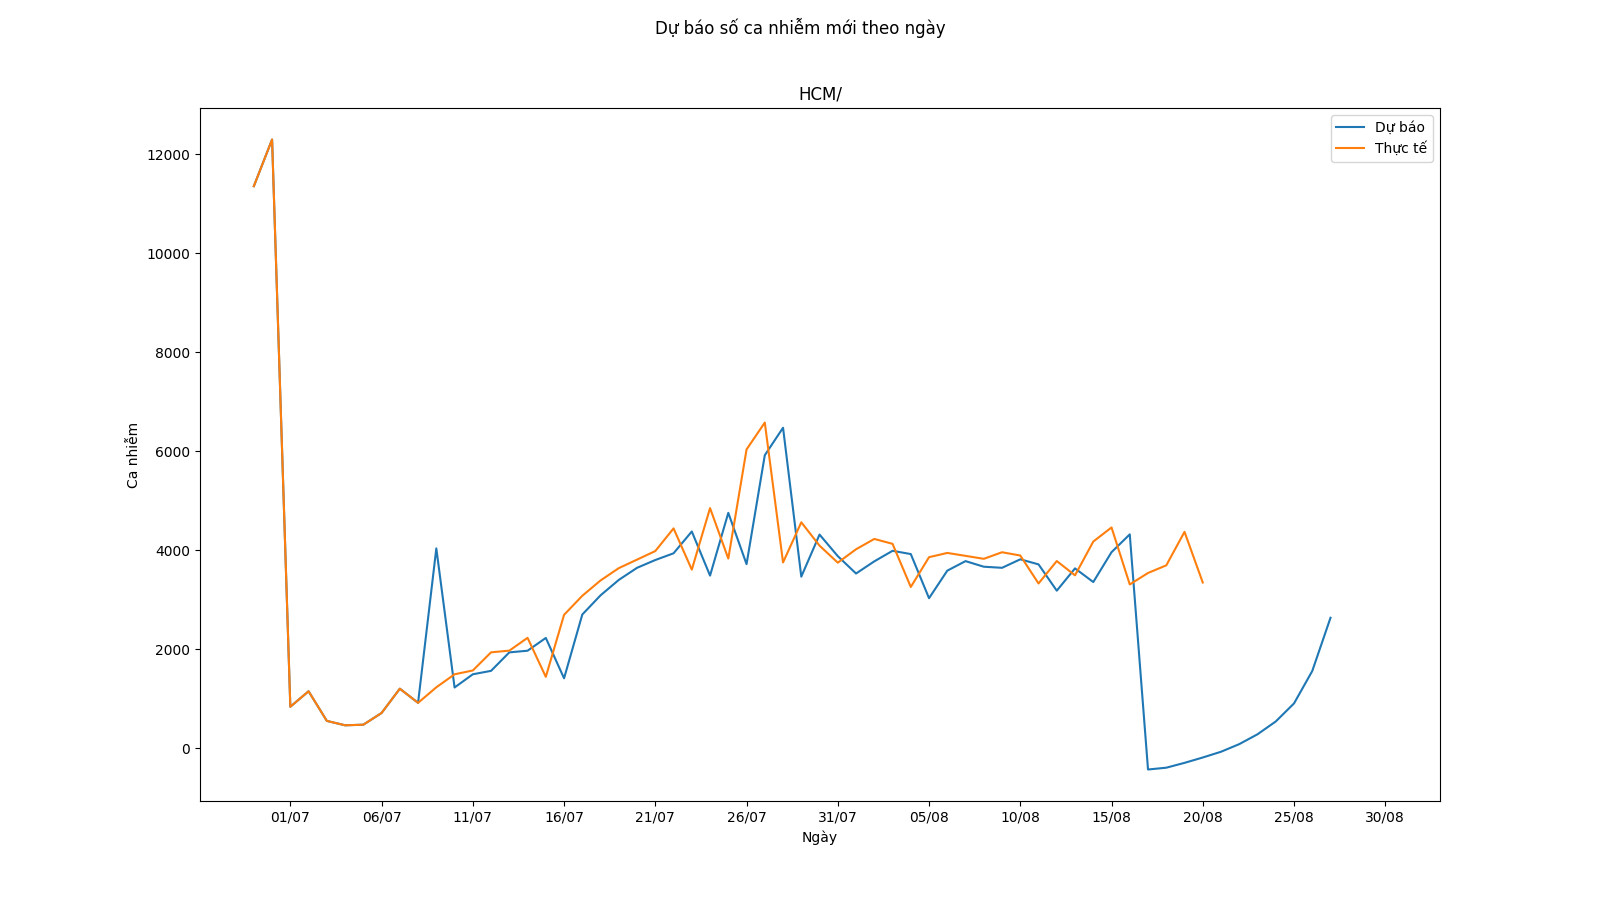 Dự báo số ca nhiễm mới theo ngày
HCM/
Dự báo
Thực tế
12000
10000
8000
6000
4000
2000
0
Ca nhiễm
01/07 06/07 11/07 16/07 21/07 26/07 31/07 05/08 10/08 15/08 20/08 25/08 30/08
Ngày